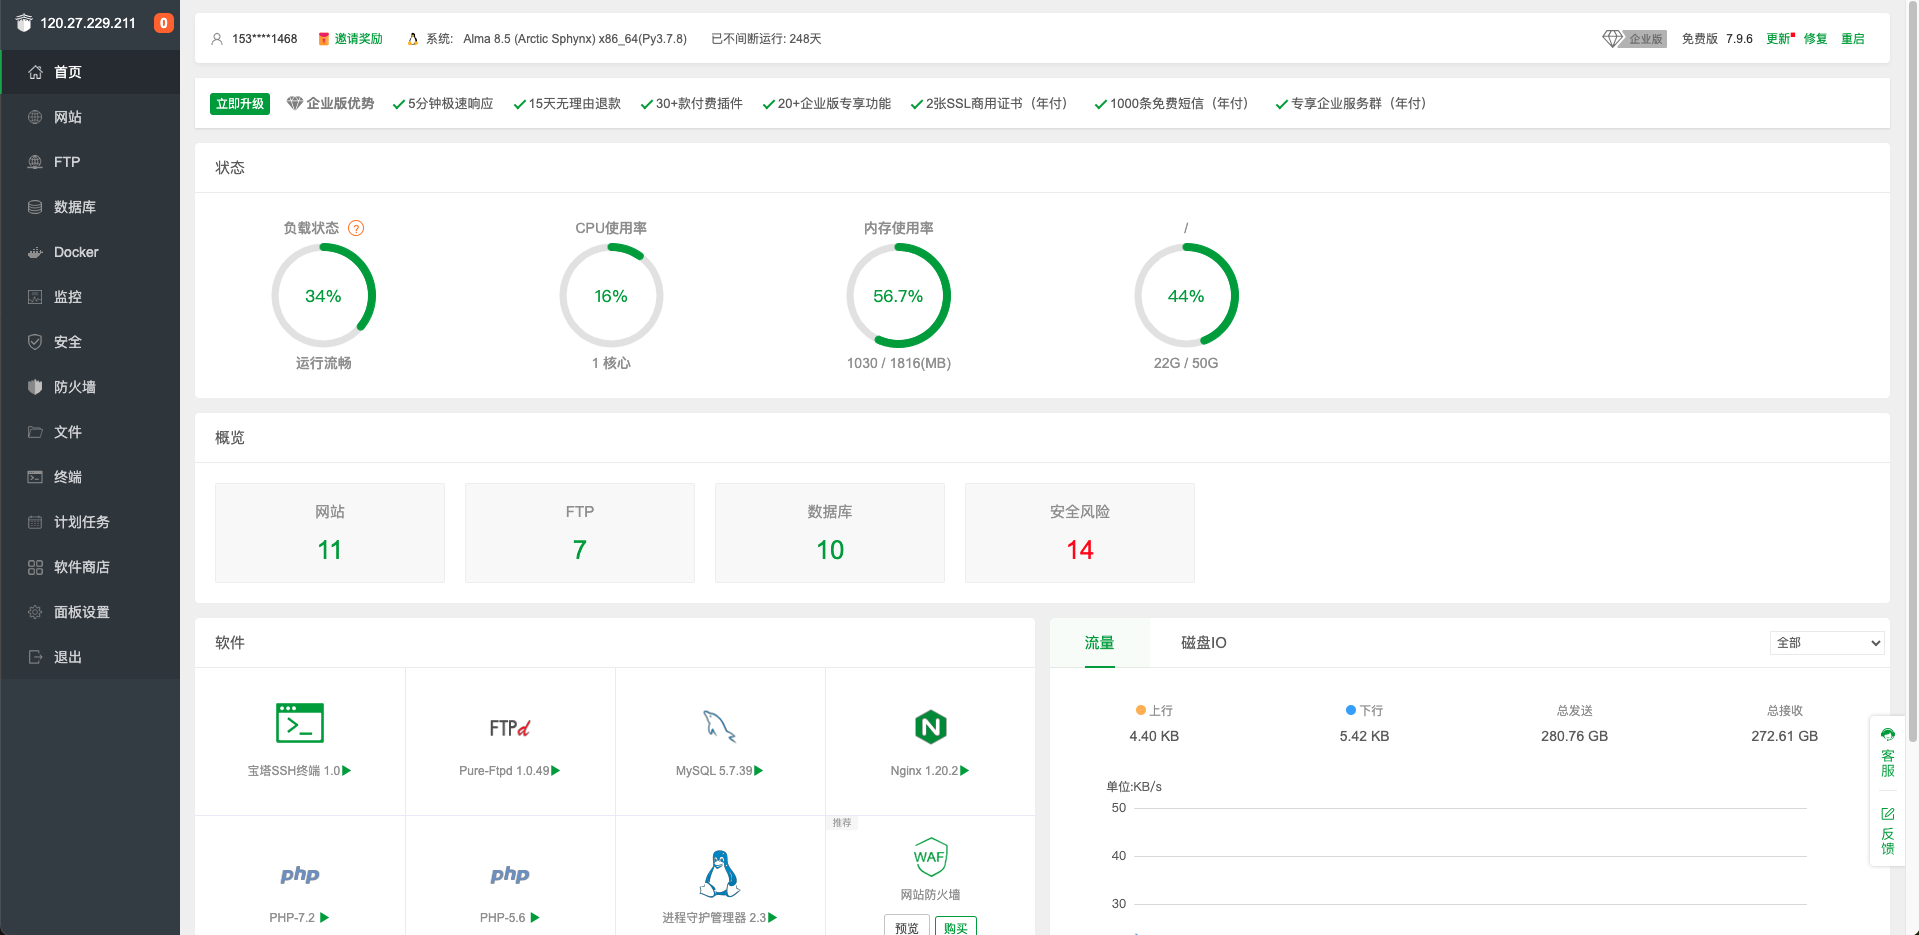 120.27.229.211 0
首页
网站
FTP
数据库
Docker
监控
安全
防火墙
文件
终端
计划任务
软件商店
面板设置
退出
153****1468 邀请奖励 系统: Alma 8.5 (Arctic Sphynx) x86_64(Py3.7.8) 已不间断运行: 248天 企业版 免费版 7.9.6 更新 修复 重启
立即升级 企业版优势 5分钟极速响应 15天无理由退款 30+款付费插件 20+企业版专享功能 2张SSL商用证书（年付） 1000条免费短信（年付） 专享企业服务群（年付）
状态
负载状态 ? CPU使用率 内存使用率 /
34% 16% 56.7% 44%
运行流畅 1 核心 1030 / 1816(MB) 22G / 50G
概览
网站 FTP 数据库 安全风险
11 7 10 14
软件
宝塔SSH终端 1.0
FTPd
Pure-Ftpd 1.0.49
MySQL 5.7.39
N
Nginx 1.20.2
php
PHP-7.2
php
PHP-5.6
进程守护管理器 2.3
推荐
WAF
网站防火墙
预览 购买
流量 磁盘IO 全部
上行 下行 总发送 总接收
4.40 KB 5.42 KB 280.76 GB 272.61 GB
单位:KB/s
50
40
30
客服
反馈